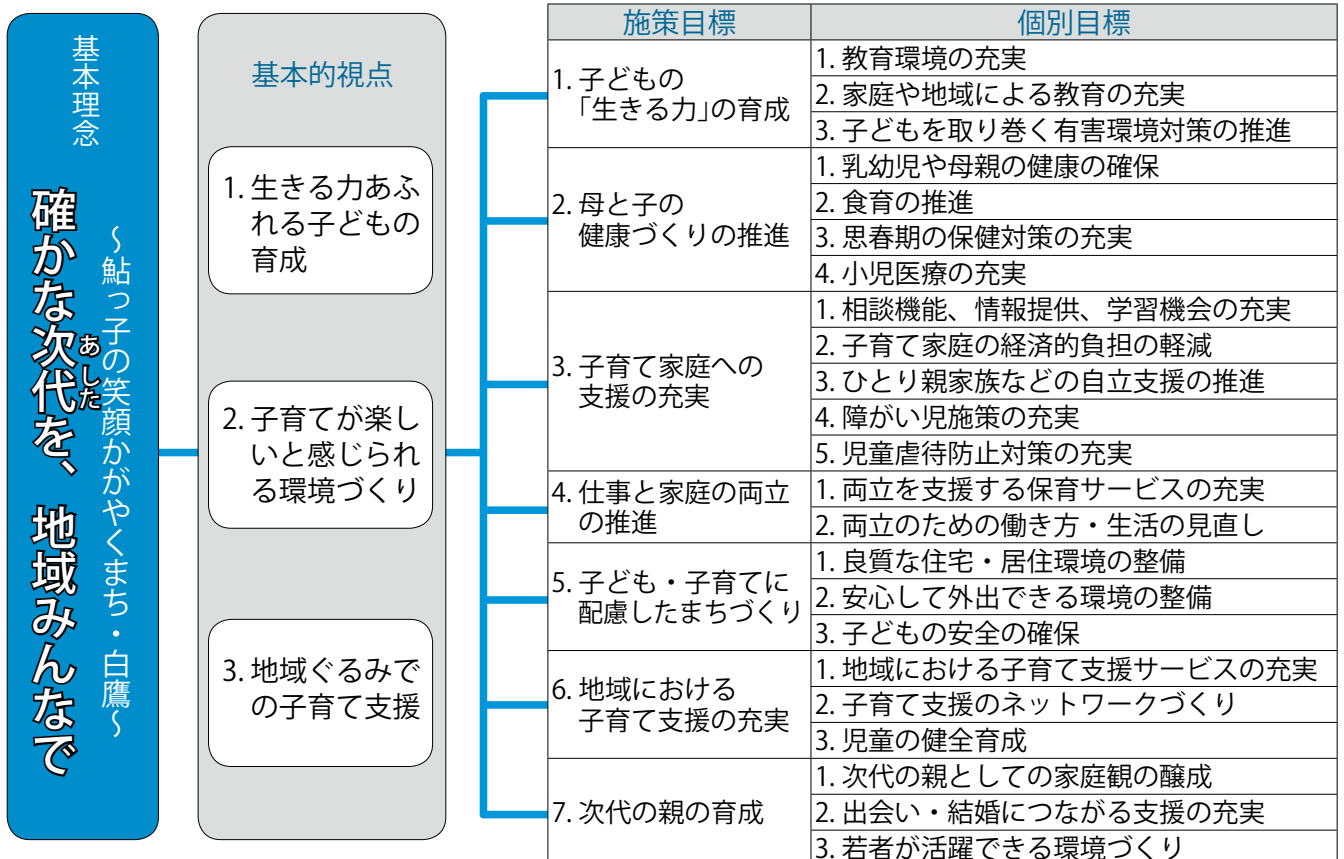 基本理念
確かな次代を、地域みんなで
あした
～鮎っ子の笑顔かがやくまち・白鷹～
基本的視点
1. 生きる力あふ
れる子どもの
育成
2. 子育てが楽し
いと感じられ
る環境づくり
3. 地域ぐるみで
の子育て支援
施策目標
個別目標
1. 子どもの
「生きる力」の育成
1. 教育環境の充実
2. 家庭や地域による教育の充実
3. 子どもを取り巻く有害環境対策の推進
2. 母と子の
健康づくりの推進
1. 乳幼児や母親の健康の確保
2. 食育の推進
3. 思春期の保健対策の充実
4. 小児医療の充実
3. 子育て家庭への
支援の充実
1. 相談機能、情報提供、学習機会の充実
2. 子育て家庭の経済的負担の軽減
3. ひとり親家族などの自立支援の推進
4. 障がい児施策の充実
5. 児童虐待防止対策の充実
4. 仕事と家庭の両立
の推進
1. 両立を支援する保育サービスの充実
2. 両立のための働き方・生活の見直し
5. 子ども・子育てに
配慮したまちづくり
1. 良質な住宅・居住環境の整備
2. 安心して外出できる環境の整備
3. 子どもの安全の確保
6. 地域における
子育て支援の充実
1. 地域における子育て支援サービスの充実
2. 子育て支援のネットワークづくり
3. 児童の健全育成
7. 次代の親の育成
1. 次代の親としての家庭観の醸成
2. 出会い・結婚につながる支援の充実
3. 若者が活躍できる環境づくり